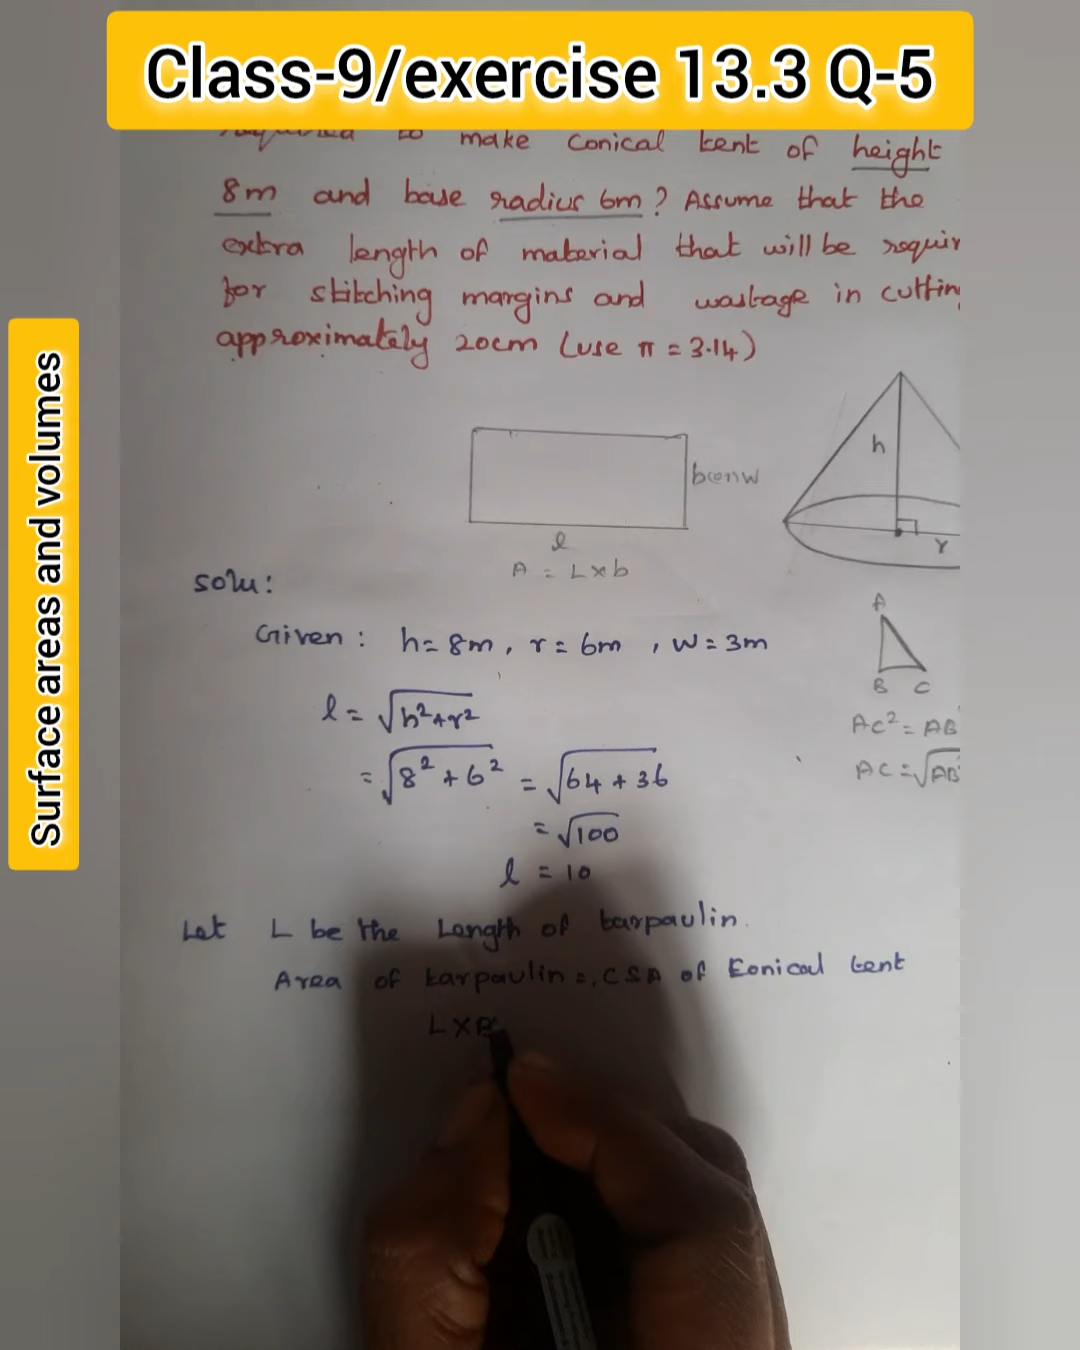 Class-9/exercise 13.3 Q-5
to make conical tent of height
8m and base radius 6m? Assume that the
extra length of material that will be requir
for stitching margins and wastage in cuttin
approximately 20cm (use π = 3.14)
Surface areas and volumes
h
b(or)w
r
l
A = L×b
Solu:
A
Given: h= 8m, r= 6m, w= 3m
B C
l = √h²+r²
AC² = AB
= √8² + 6² = √64 + 36
AC = √AB
= √100
l = 10
Let L be the Length of tarpaulin.
Area of tarpaulin = CSA of Conical tent
L×B